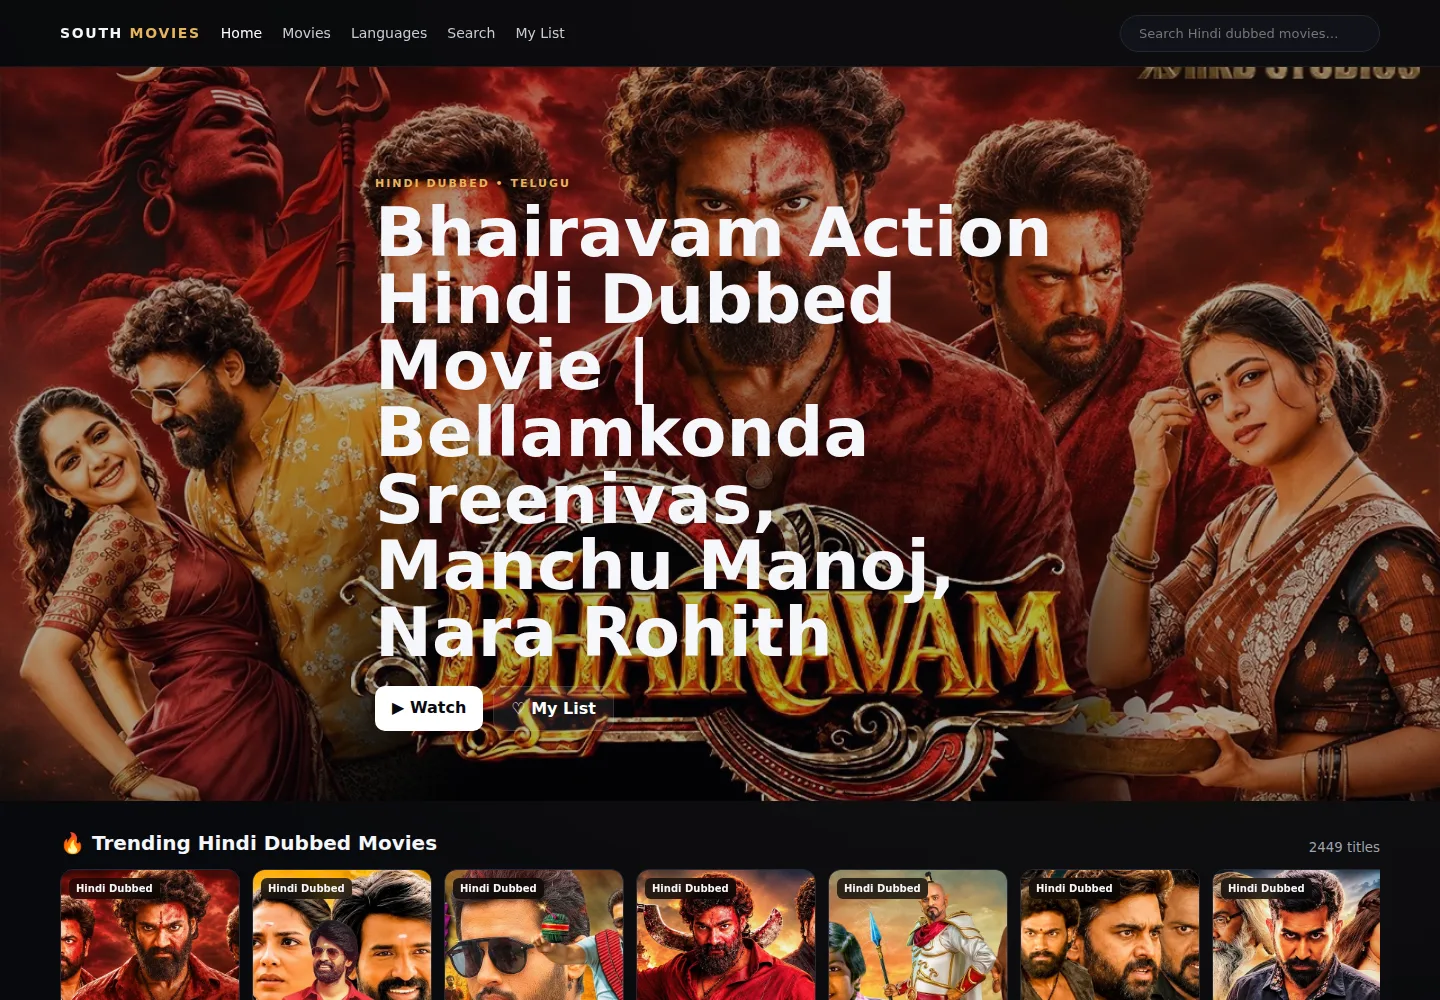 SOUTH MOVIES Home Movies Languages Search My List Search Hindi dubbed movies...
HINDI DUBBED • TELUGU
Bhairavam Action
Hindi Dubbed
Movie |
Bellamkonda
Sreenivas,
Manchu Manoj,
Nara Rohith
BHAIRAVAM
▶ Watch ♡ My List
🔥 Trending Hindi Dubbed Movies 2449 titles
Hindi Dubbed Hindi Dubbed Hindi Dubbed Hindi Dubbed Hindi Dubbed Hindi Dubbed Hindi Dubbed